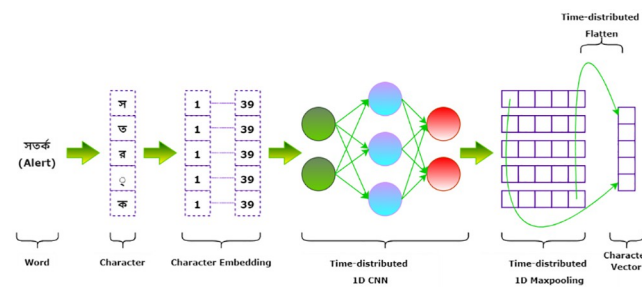 Time-distributed
Flatten
সতর্ক
(Alert)
স
ত
র
্
ক
1 39
1 39
1 39
1 39
1 39
Word
Character
Character Embedding
Time-distributed
1D CNN
Time-distributed
1D Maxpooling
Characte
Vector